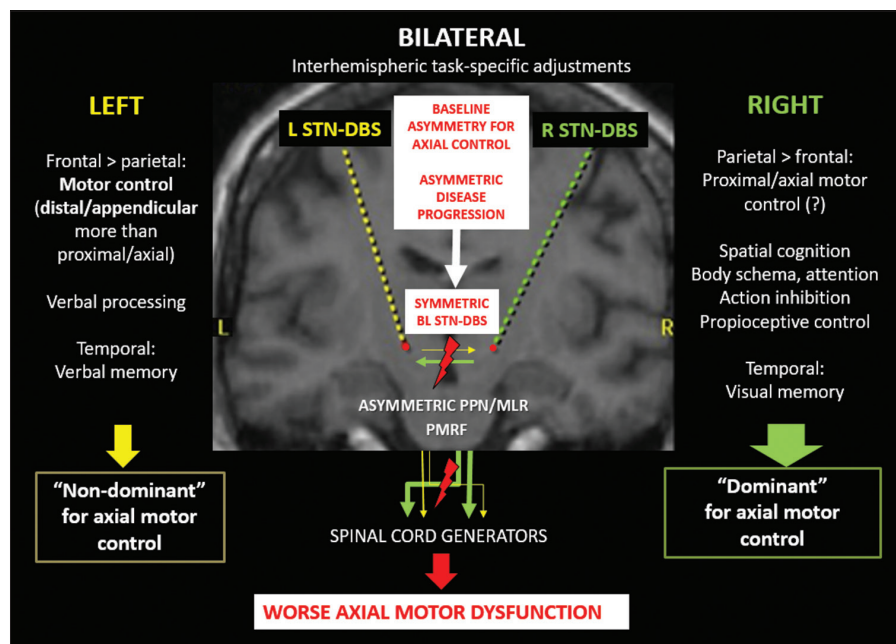 BILATERAL
Interhemispheric task-specific adjustments
LEFT
Frontal > parietal:
Motor control
(distal/appendicular
more than
proximal/axial)
Verbal processing
Temporal:
Verbal memory
"Non-dominant"
for axial motor
control
L STN-DBS
BASELINE
ASYMMETRY FOR
AXIAL CONTROL
ASYMMETRIC
DISEASE
PROGRESSION
R STN-DBS
SYMMETRIC
BL STN-DBS
L
R
ASYMMETRIC PPN/MLR
PMRF
SPINAL CORD GENERATORS
WORSE AXIAL MOTOR DYSFUNCTION
RIGHT
Parietal > frontal:
Proximal/axial motor
control (?)
Spatial cognition
Body schema, attention
Action inhibition
Propioceptive control
Temporal:
Visual memory
"Dominant"
for axial motor
control